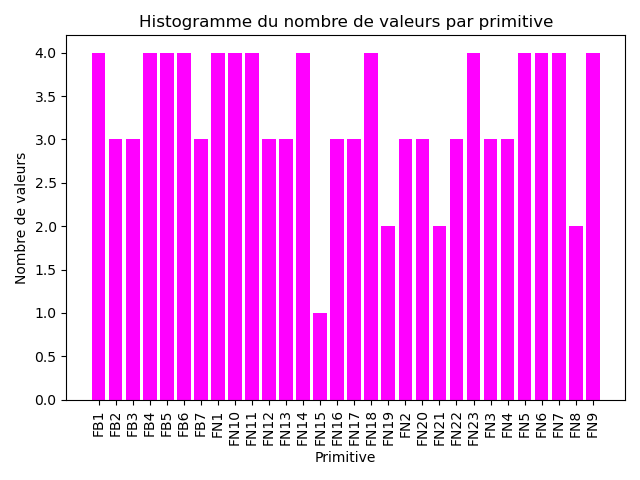 Histogramme du nombre de valeurs par primitive
Nombre de valeurs
4.0
3.5
3.0
2.5
2.0
1.5
1.0
0.5
0.0
FB1 FB2 FB3 FB4 FB5 FB6 FB7 FN1 FN10 FN11 FN12 FN13 FN14 FN15 FN16 FN17 FN18 FN19 FN2 FN20 FN21 FN22 FN23 FN3 FN4 FN5 FN6 FN7 FN8 FN9
Primitive